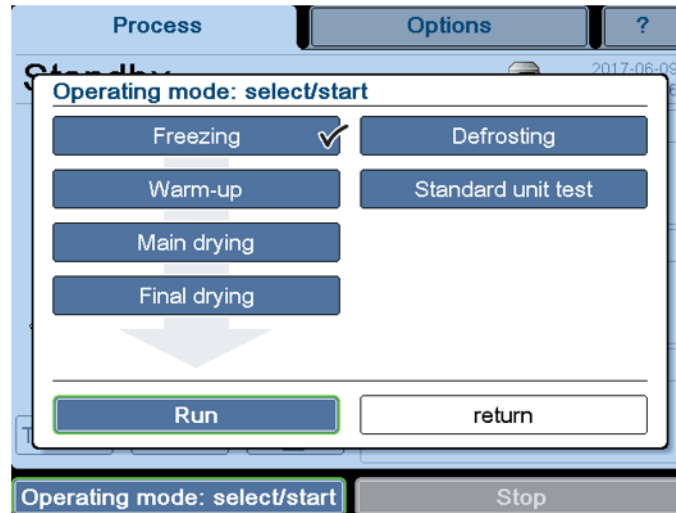 Process
Options
?
Standby
2017-06-09
Operating mode: select/start
Freezing
Defrosting
Warm-up
Standard unit test
Main drying
Final drying
Run
return
Operating mode: select/start
Stop